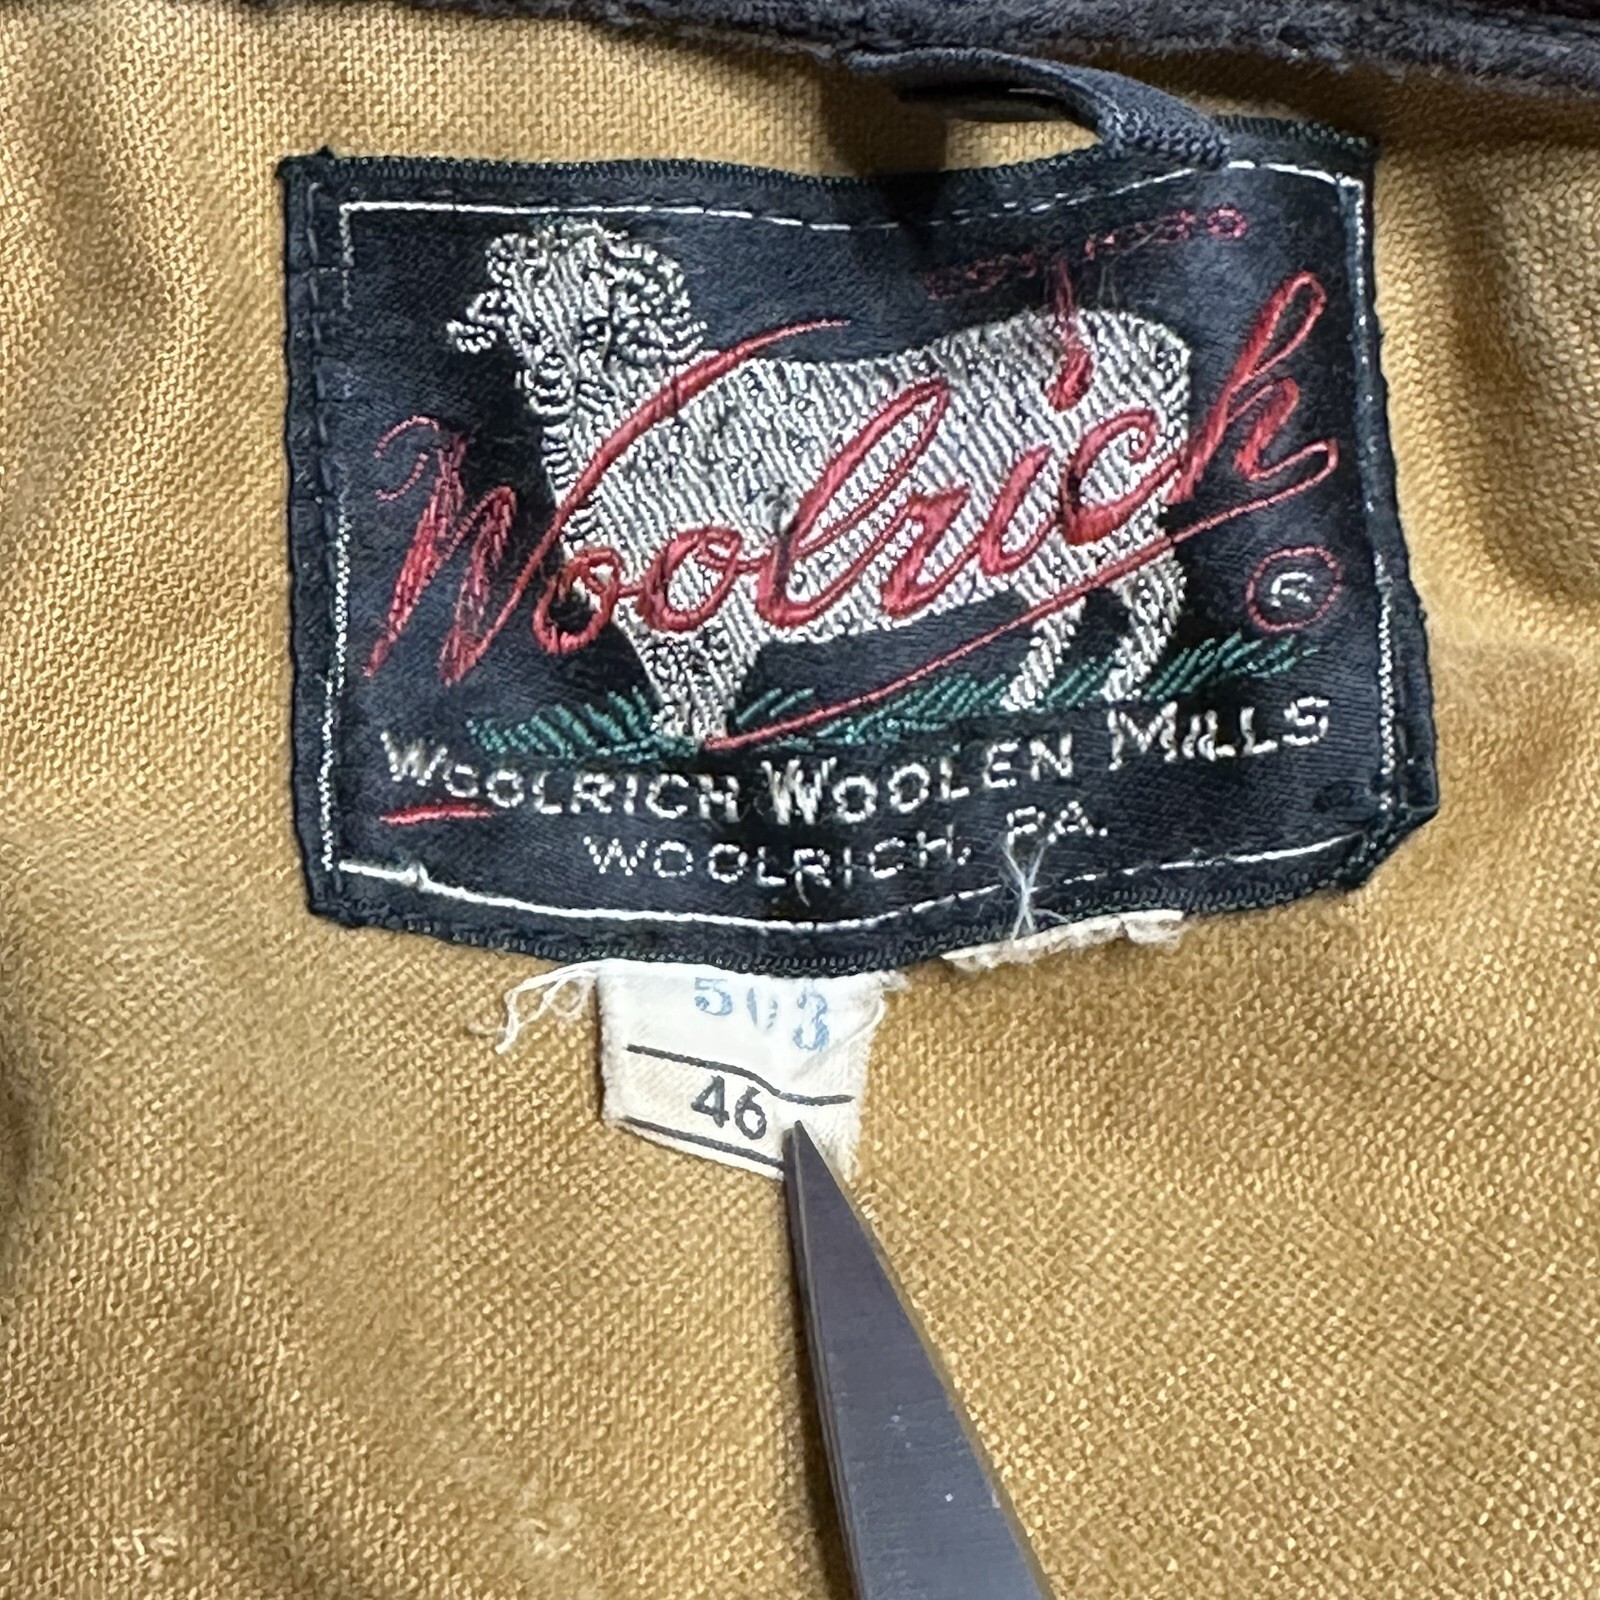 Woolrich
®
WOOLRICH WOOLEN MILLS
WOOLRICH, PA.
503
46